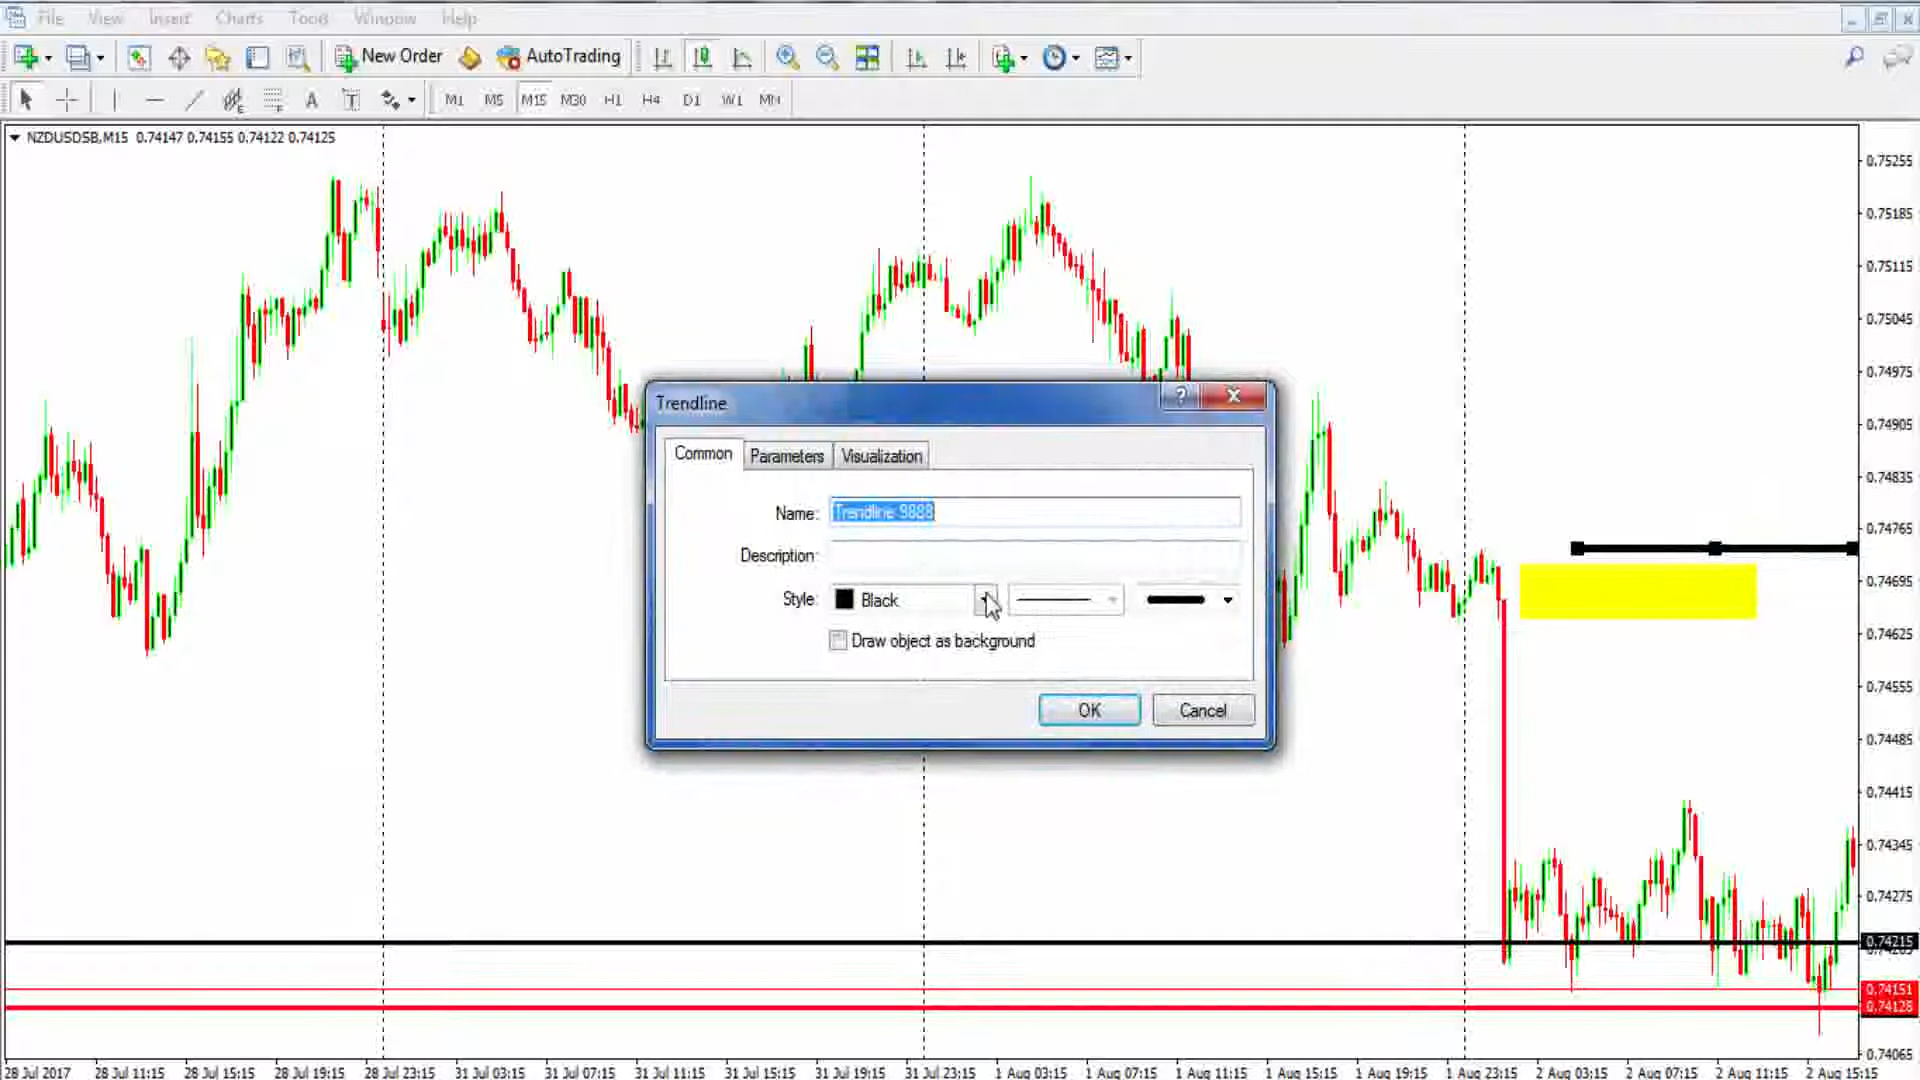 File View Insert Charts Tools Window Help
New Order AutoTrading
A T M1 M5 M15 M30 H1 H4 D1 W1 MN
NZDUSDSB,M15 0.74147 0.74155 0.74122 0.74125
0.75255
0.75185
0.75115
0.75045
0.74975
0.74905
0.74835
0.74765
0.74695
0.74625
0.74555
0.74485
0.74415
0.74345
0.74275
0.74215
0.74151
0.74128
0.74065
Trendline
?
Common Parameters Visualization
Name: Trendline 9888
Description:
Style: Black
Draw object as background
OK Cancel
28 Jul 2017 28 Jul 11:15 28 Jul 15:15 28 Jul 19:15 28 Jul 23:15 31 Jul 03:15 31 Jul 07:15 31 Jul 11:15 31 Jul 15:15 31 Jul 19:15 31 Jul 23:15 1 Aug 03:15 1 Aug 07:15 1 Aug 11:15 1 Aug 15:15 1 Aug 19:15 1 Aug 23:15 2 Aug 03:15 2 Aug 07:15 2 Aug 11:15 2 Aug 15:15